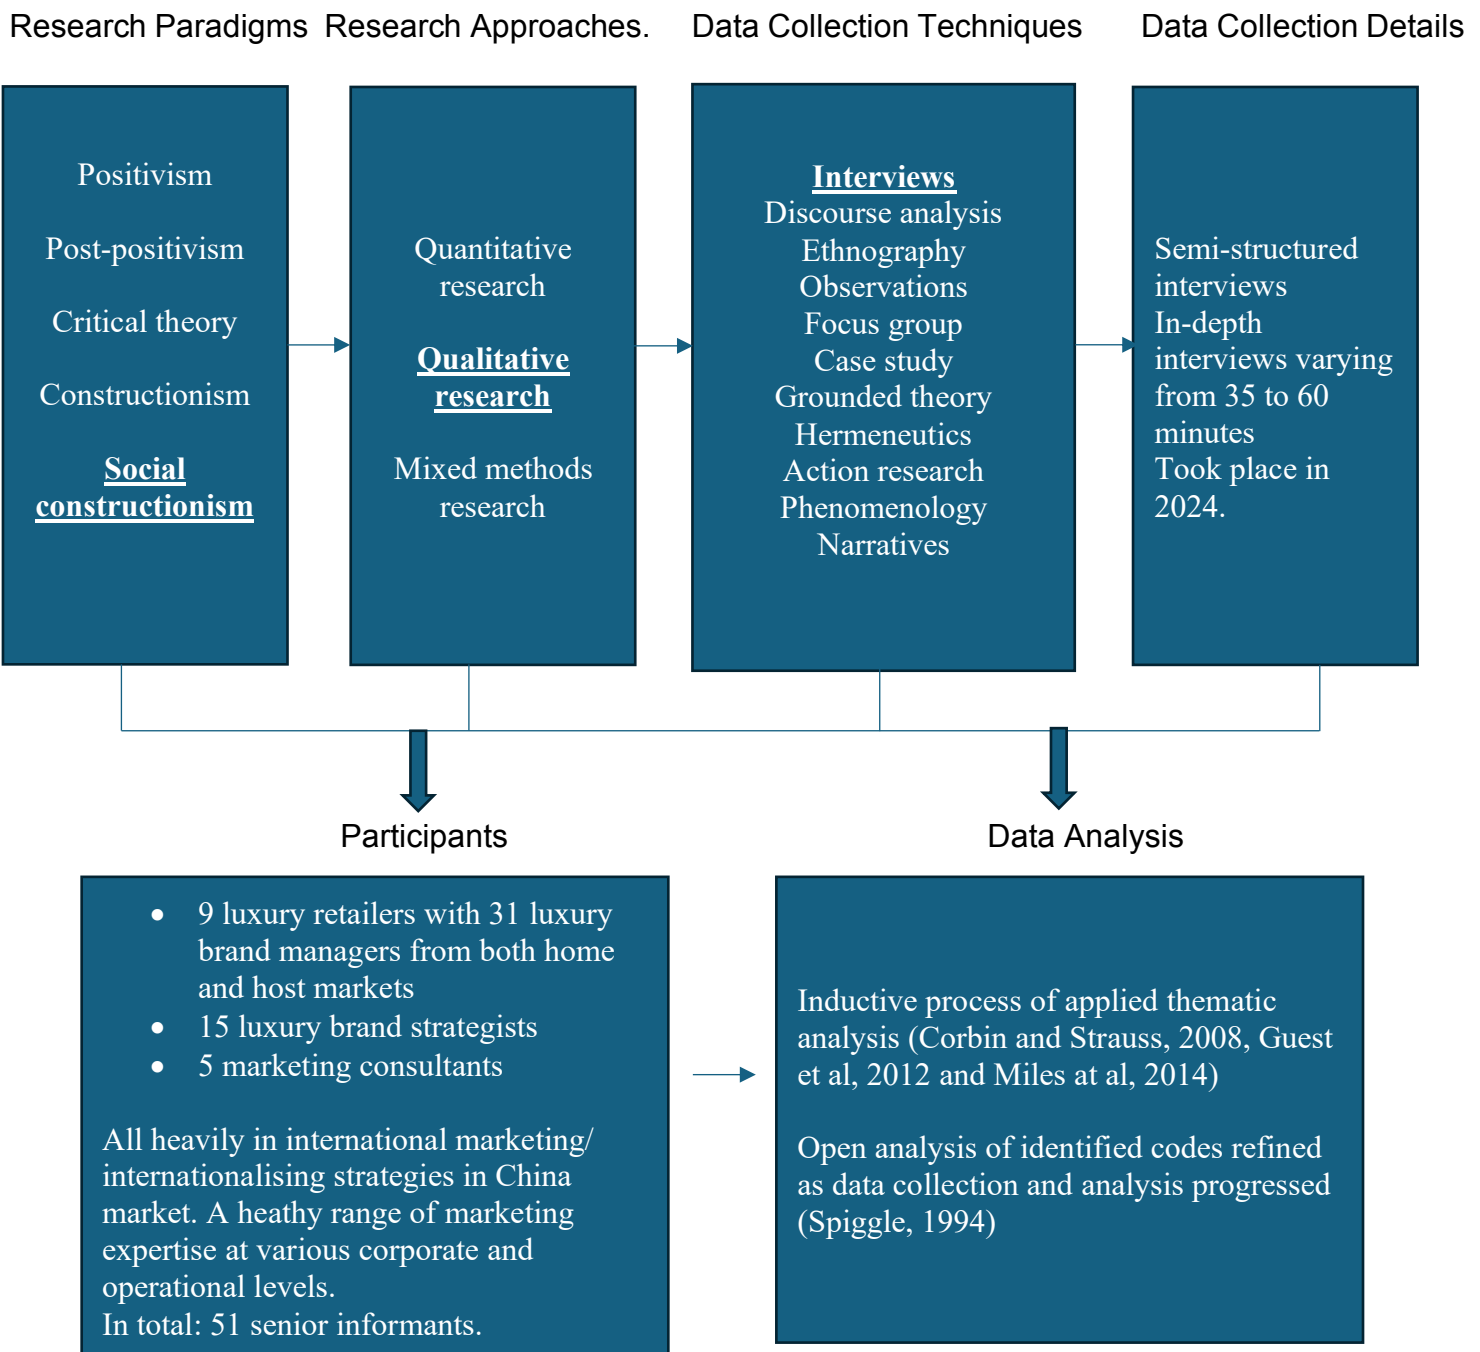 Research Paradigms
Research Approaches.
Data Collection Techniques
Data Collection Details
Positivism
Post-positivism
Critical theory
Constructionism
Social
constructionism
Quantitative
research
Qualitative
research
Mixed methods
research
Interviews
Discourse analysis
Ethnography
Observations
Focus group
Case study
Grounded theory
Hermeneutics
Action research
Phenomenology
Narratives
Semi-structured
interviews
In-depth
interviews varying
from 35 to 60
minutes
Took place in
2024.
Participants
• 9 luxury retailers with 31 luxury
brand managers from both home
and host markets
• 15 luxury brand strategists
• 5 marketing consultants
All heavily in international marketing/
internationalising strategies in China
market. A heathy range of marketing
expertise at various corporate and
operational levels.
In total: 51 senior informants.
Data Analysis
Inductive process of applied thematic
analysis (Corbin and Strauss, 2008, Guest
et al, 2012 and Miles at al, 2014)
Open analysis of identified codes refined
as data collection and analysis progressed
(Spiggle, 1994)